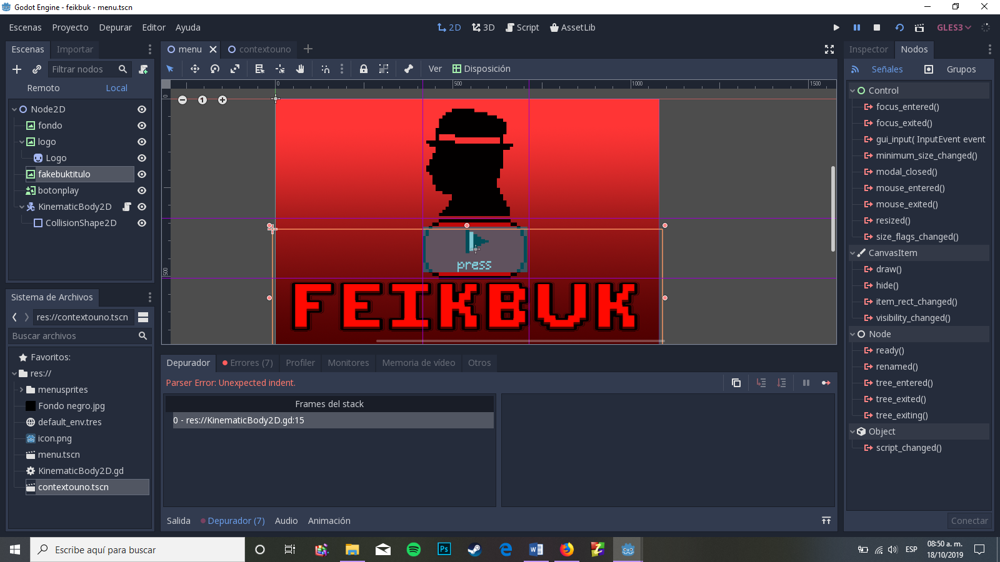 Godot Engine - feikbuk - menu.tscn
Escenas Proyecto Depurar Editor Ayuda
2D 3D Script AssetLib
GLES3
Escenas Importar
menu contextouno
Inspector Nodos
Filtrar nodos
Ver Disposición
Señales Grupos
Remoto Local
0 500 1000 1500
0
500
Node2D
fondo
logo
Logo
fakebuktitulo
botonplay
KinematicBody2D
CollisionShape2D
1
press
FEIKBUK
Control
focus_entered()
focus_exited()
gui_input( InputEvent event
minimum_size_changed()
modal_closed()
mouse_entered()
mouse_exited()
resized()
size_flags_changed()
CanvasItem
draw()
hide()
item_rect_changed()
visibility_changed()
Node
ready()
renamed()
tree_entered()
tree_exited()
tree_exiting()
Object
script_changed()
Conectar
Sistema de Archivos
res://contextouno.tscn
Buscar archivos
Favoritos:
res://
menusprites
Fondo negro.jpg
default_env.tres
icon.png
menu.tscn
KinematicBody2D.gd
contextouno.tscn
Depurador Errores (7) Profiler Monitores Memoria de vídeo Otros
Parser Error: Unexpected indent.
Frames del stack
0 - res://KinematicBody2D.gd:15
Salida Depurador (7) Audio Animación
Escribe aquí para buscar
Ps
ESP
08:50 a. m.
18/10/2019